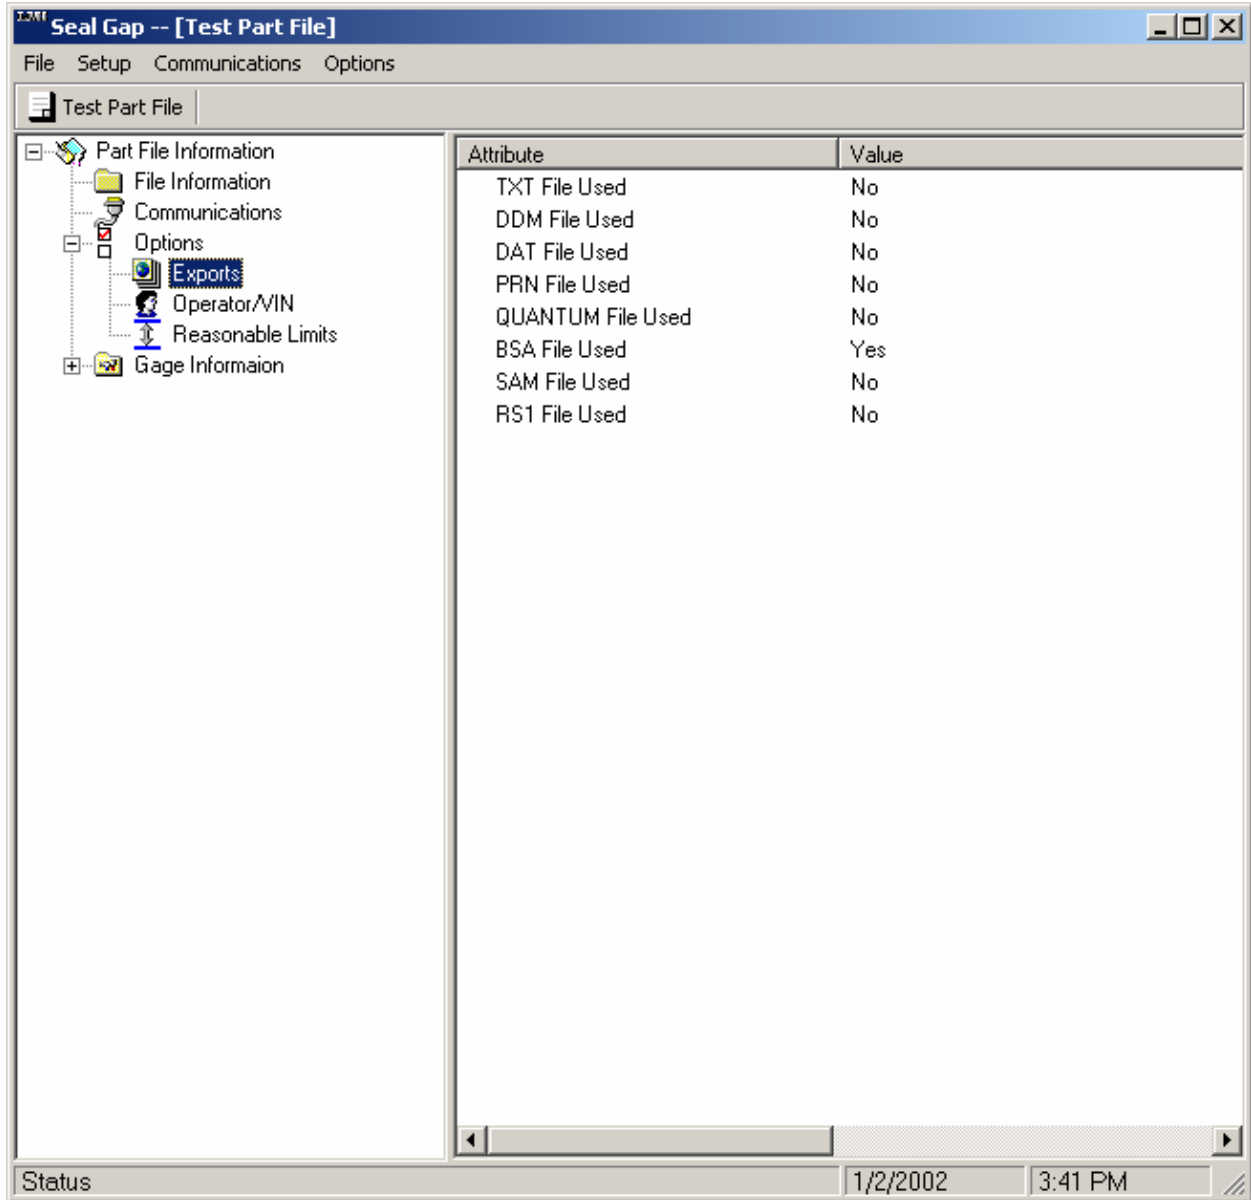 Seal Gap -- [Test Part File]
File Setup Communications Options
Test Part File
Part File Information
File Information
Communications
Options
Exports
Operator/VIN
Reasonable Limits
Gage Informaion
Attribute Value
TXT File Used No
DDM File Used No
DAT File Used No
PRN File Used No
QUANTUM File Used No
BSA File Used Yes
SAM File Used No
RS1 File Used No
Status 1/2/2002 3:41 PM